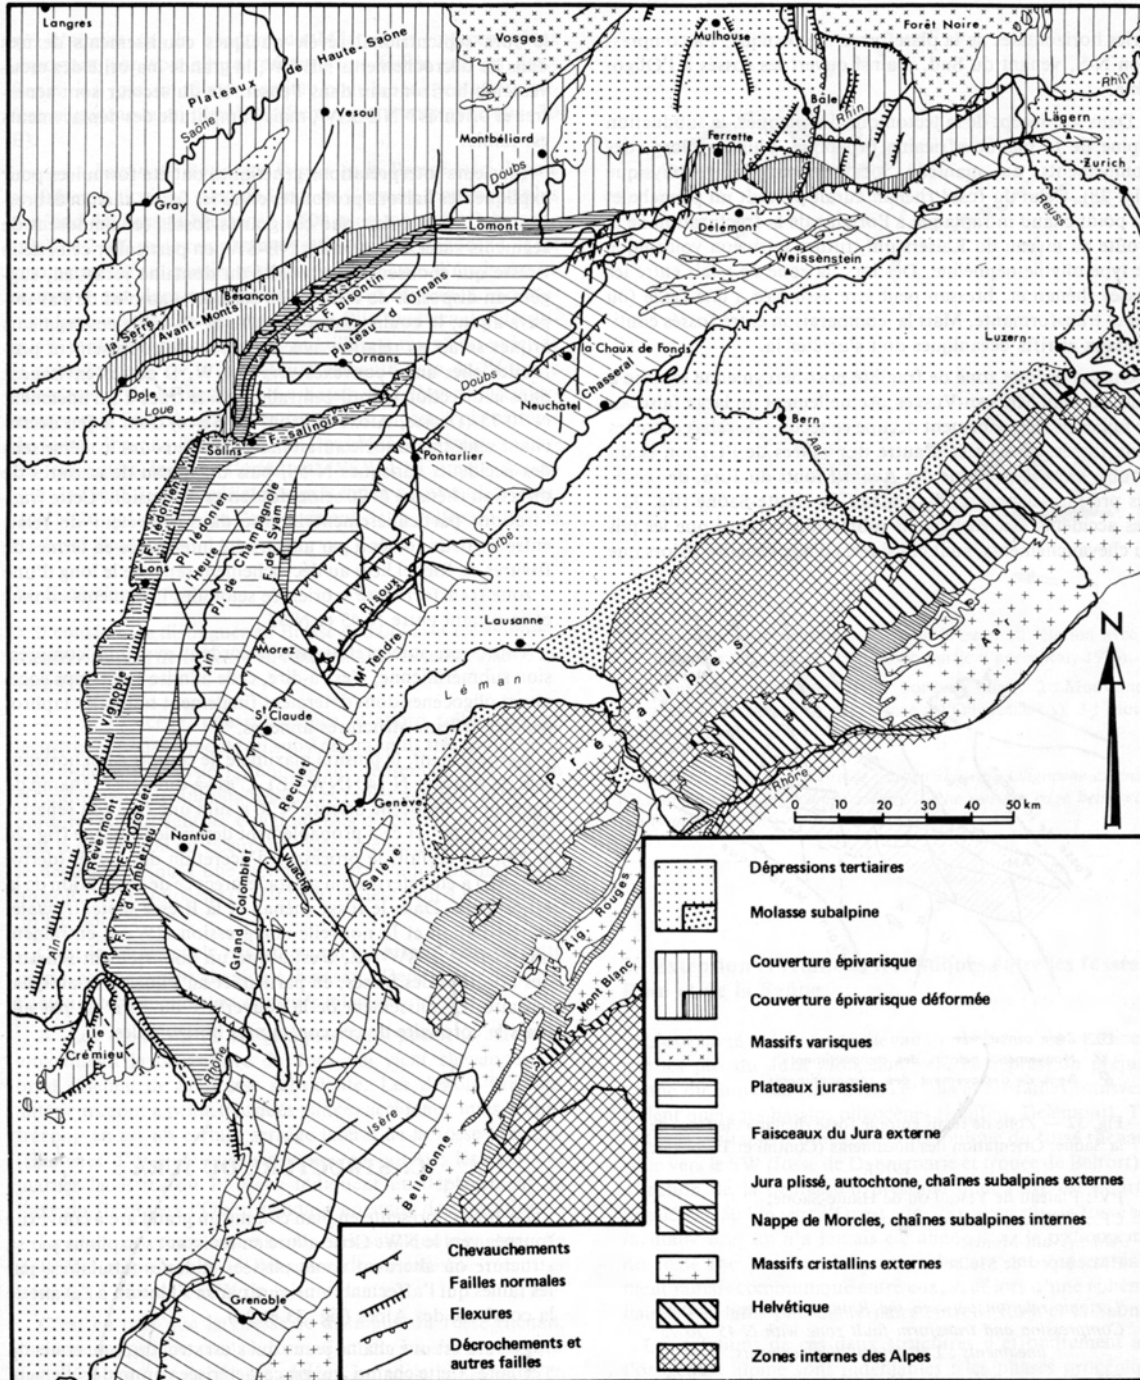 Langres
Vosges
Forêt Noire
Mulhouse
Plateaux de Haute-Saône
Saône
Vesoul
Bâle
Rhin
Rhin
Lägern
Montbéliard
Ferrette
Zurich
Doubs
Gray
Reuss
Lomont
Délémont
Weissenstein
Besançon
F. bisontin
Plateau d'Ornans
la Serre
Avant-Monts
Ornans
la Chaux de Fonds
Luzern
Dole
Loue
Doubs
Chasseral
Neuchatel
Bern
Aar
F. salinois
Salins
Pontarlier
F. lédonien
Pl. lédonien
l'Heute
Pl. de Champagnole
F. de Syam
Orbe
Lons
Risoux
Lausanne
Aar
N
Ain
Morez
Mt Tendre
Vignoble
Léman
Pré alpes
St Claude
Reculet
Rhône
0 10 20 30 40 50 km
Genève
Revermont
F. d'Orgelet
F. d'Ambérieu
Nantua
Grand Colombier
Vuache
Salève
Ain
Aig. Rouges
Mont Blanc
Ile Crémieu
Rhône
Isère
Belledonne
Grenoble
Dépressions tertiaires
Molasse subalpine
Couverture épivarisque
Couverture épivarisque déformée
Massifs varisques
Plateaux jurassiens
Faisceaux du Jura externe
Jura plissé, autochtone, chaînes subalpines externes
Nappe de Morcles, chaînes subalpines internes
Massifs cristallins externes
Helvétique
Zones internes des Alpes
Chevauchements
Failles normales
Flexures
Décrochements et
autres failles